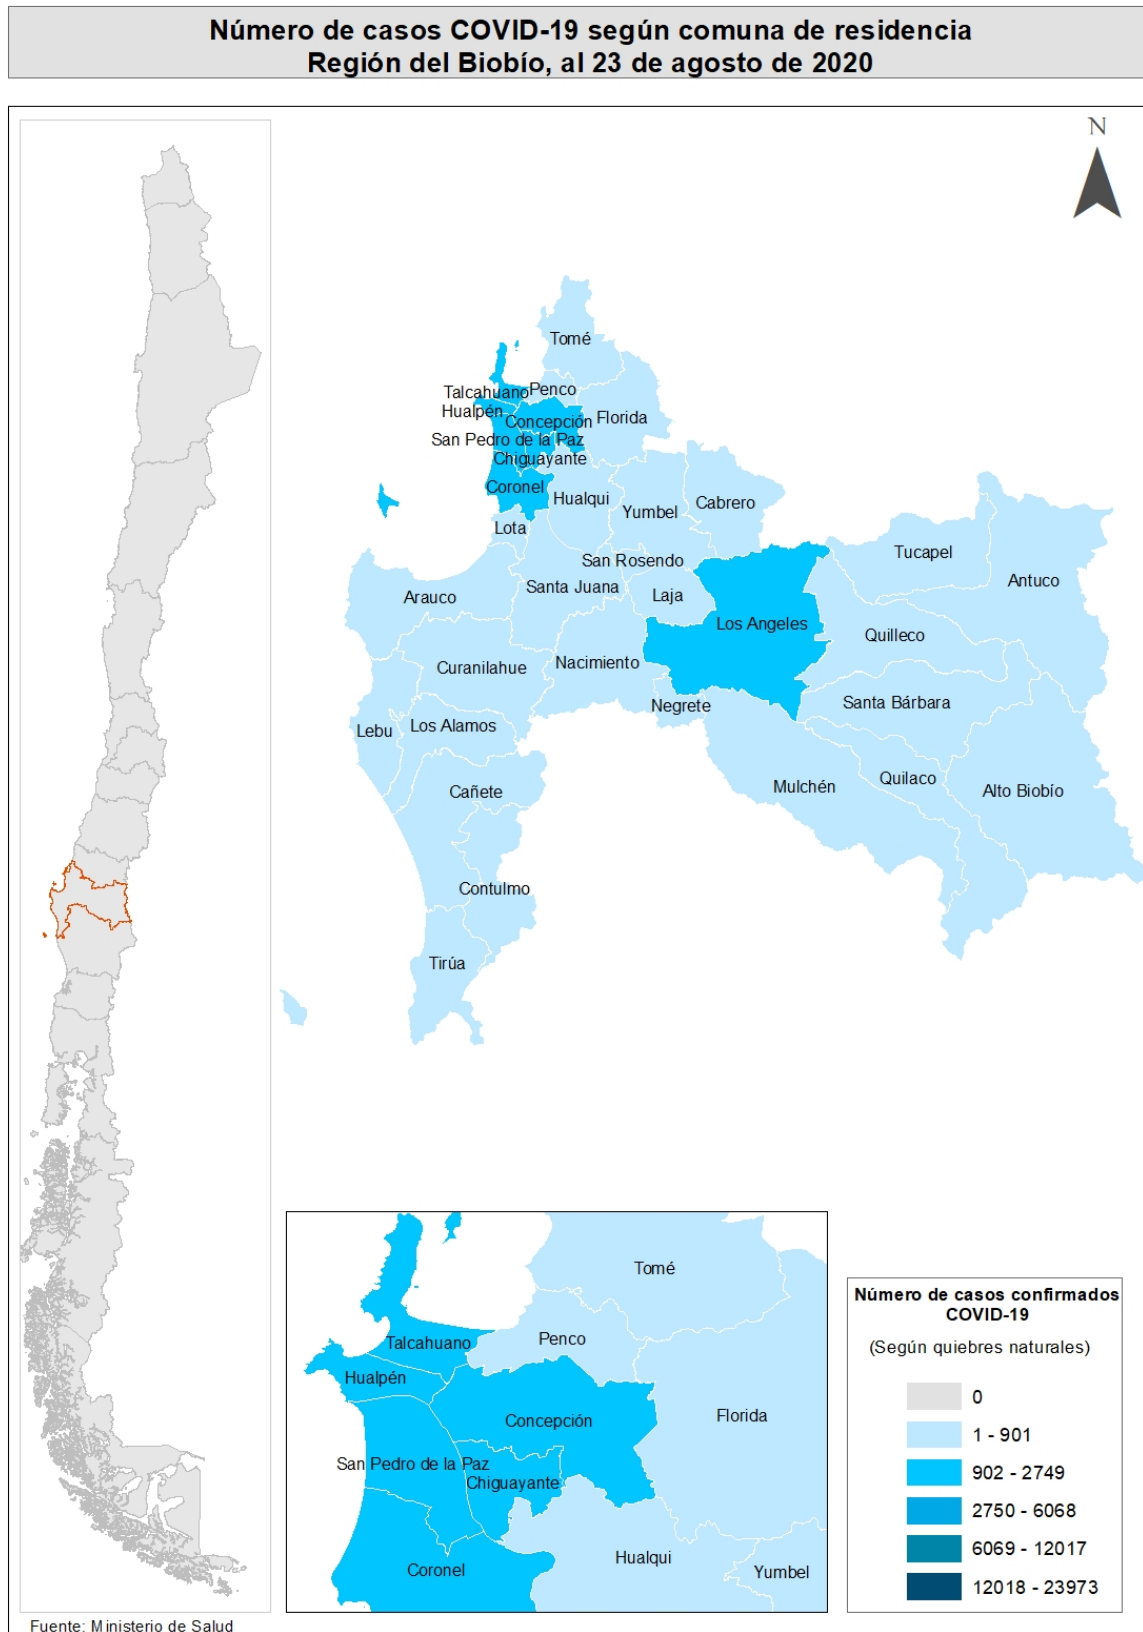 Número de casos COVID-19 según comuna de residencia
Región del Biobío, al 23 de agosto de 2020
N
Tomé
Talcahuano
Penco
Hualpén
Concepción
Florida
San Pedro de la Paz
Chiguayante
Coronel
Hualqui
Yumbel
Cabrero
Lota
Tucapel
San Rosendo
Antuco
Santa Juana
Laja
Arauco
Los Angeles
Quilleco
Curanilahue
Nacimiento
Negrete
Santa Bárbara
Lebu
Los Alamos
Quilaco
Mulchén
Alto Biobío
Cañete
Contulmo
Tirúa
Tomé
Talcahuano
Penco
Hualpén
Concepción
Florida
San Pedro de la Paz
Chiguayante
Hualqui
Coronel
Yumbel
Número de casos confirmados
COVID-19
(Según quiebres naturales)
0
1 - 901
902 - 2749
2750 - 6068
6069 - 12017
12018 - 23973
Fuente: Ministerio de Salud